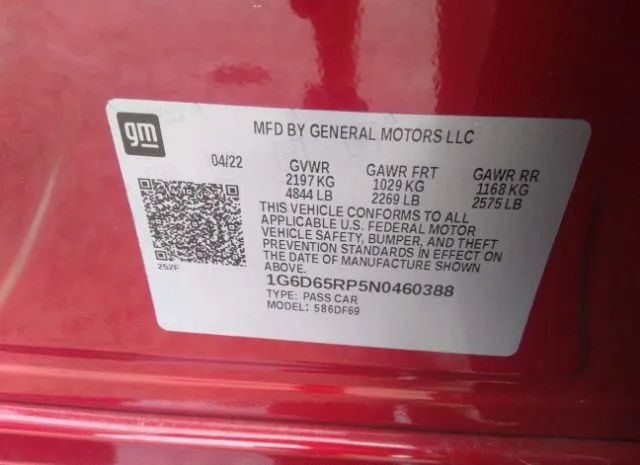 gm
MFD BY GENERAL MOTORS LLC
04/22 GVWR GAWR FRT GAWR RR
2197 KG 1029 KG 1168 KG
4844 LB 2269 LB 2575 LB
THIS VEHICLE CONFORMS TO ALL
APPLICABLE U.S. FEDERAL MOTOR
VEHICLE SAFETY, BUMPER, AND THEFT
PREVENTION STANDARDS IN EFFECT ON
THE DATE OF MANUFACTURE SHOWN
ABOVE.
252F
1G6D65RP5N0460388
TYPE: PASS CAR
MODEL: 586DF69